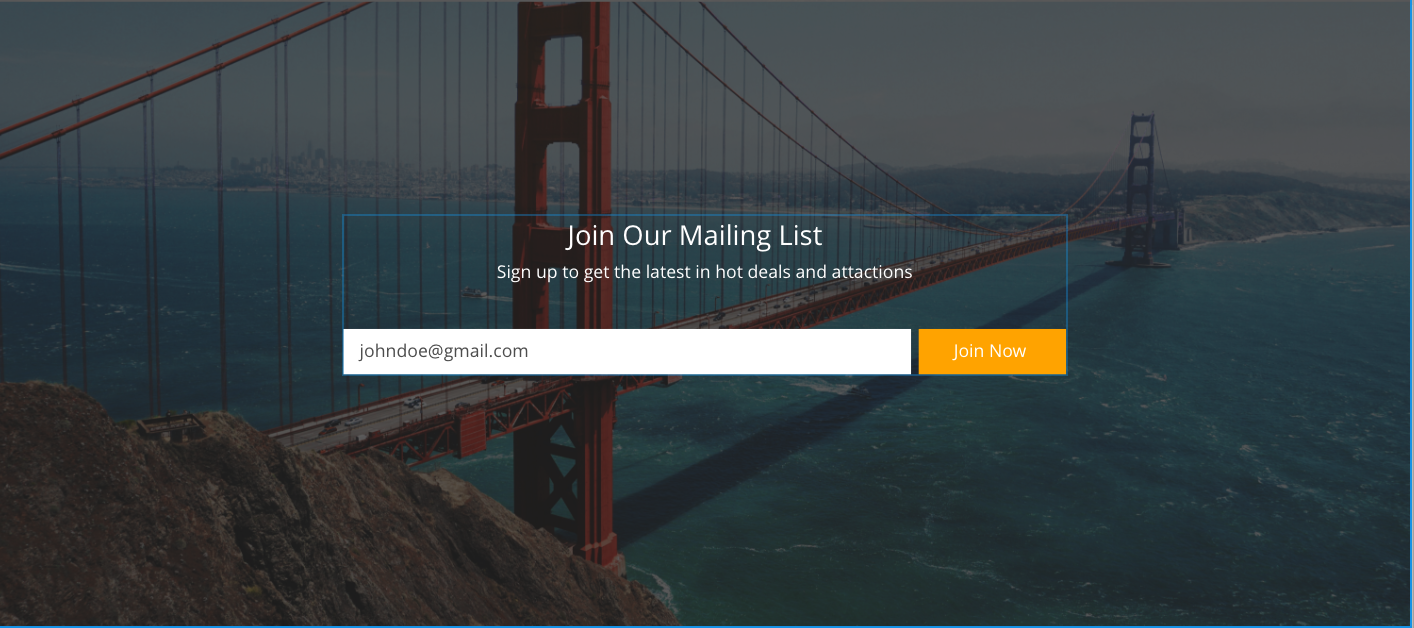 Join Our Mailing List
Sign up to get the latest in hot deals and attactions
johndoe@gmail.com
Join Now